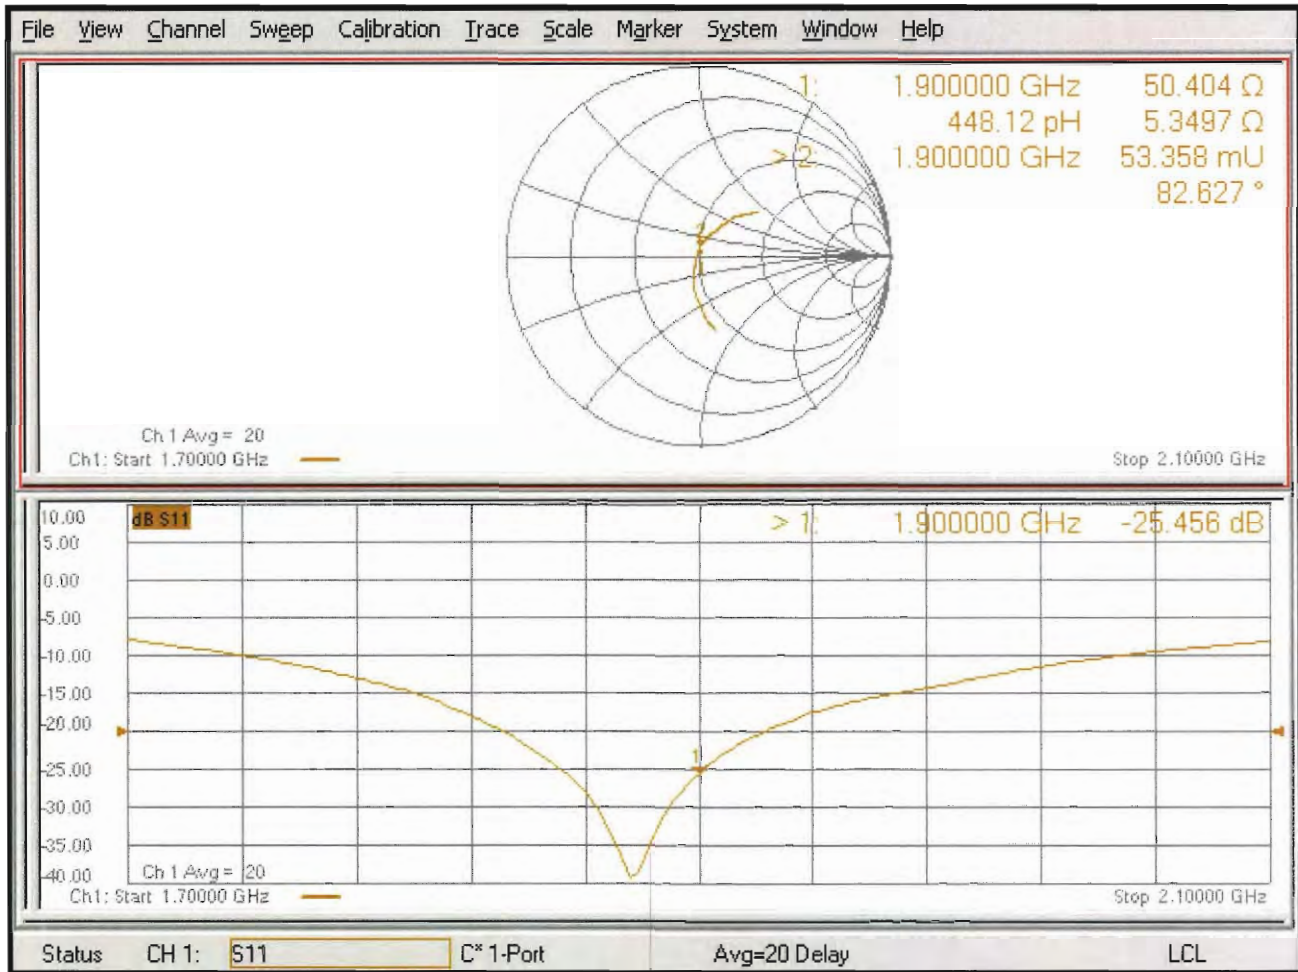 File View Channel Sweep Calibration Trace Scale Marker System Window Help
1: 1.900000 GHz 50.404 Ω
448.12 pH 5.3497 Ω
> 2: 1.900000 GHz 53.358 mU
82.627 °
2
Ch 1 Avg = 20
Ch1: Start 1.70000 GHz
Stop 2.10000 GHz
10.00 dB S11 > 1: 1.900000 GHz -25.456 dB
5.00
0.00
-5.00
-10.00
-15.00
-20.00
1
-25.00
-30.00
-35.00
-40.00
Ch 1 Avg = 20
Ch1: Start 1.70000 GHz
Stop 2.10000 GHz
Status CH 1: S11 C* 1-Port Avg=20 Delay LCL